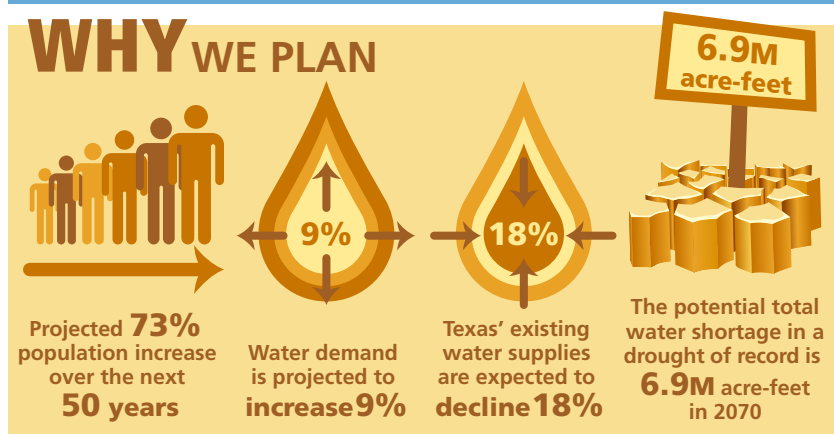 WHY WE PLAN
6.9M
acre-feet
9%
18%
Projected 73%
population increase
over the next
50 years
Water demand
is projected to
increase 9%
Texas’ existing
water supplies
are expected to
decline 18%
The potential total
water shortage in a
drought of record is
6.9M acre-feet
in 2070